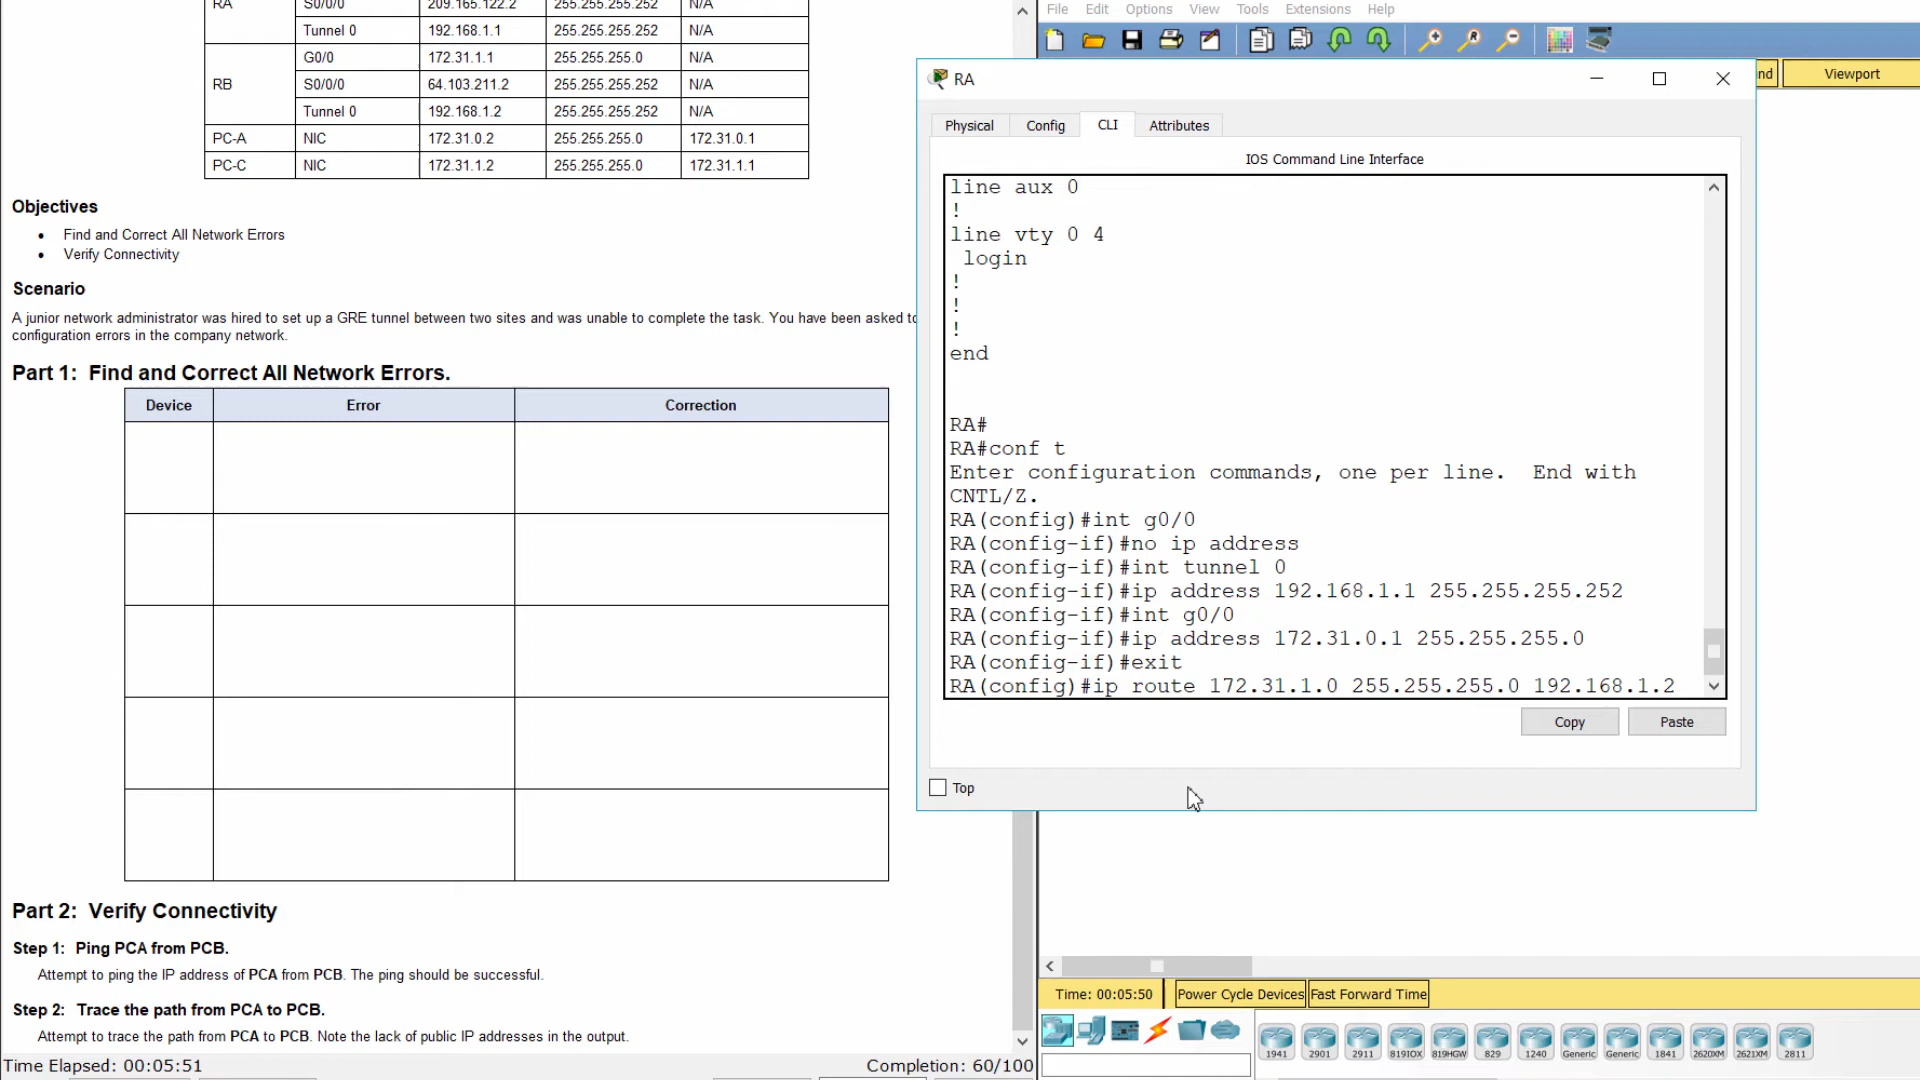 RA S0/0/0 209.165.122.2 255.255.255.252 N/A
Tunnel 0 192.168.1.1 255.255.255.252 N/A
RB G0/0 172.31.1.1 255.255.255.0 N/A
S0/0/0 64.103.211.2 255.255.255.252 N/A
Tunnel 0 192.168.1.2 255.255.255.252 N/A
PC-A NIC 172.31.0.2 255.255.255.0 172.31.0.1
PC-C NIC 172.31.1.2 255.255.255.0 172.31.1.1
Objectives
• Find and Correct All Network Errors
• Verify Connectivity
Scenario
A junior network administrator was hired to set up a GRE tunnel between two sites and was unable to complete the task. You have been asked to
configuration errors in the company network.
Part 1: Find and Correct All Network Errors.
Device Error Correction
Part 2: Verify Connectivity
Step 1: Ping PCA from PCB.
Attempt to ping the IP address of PCA from PCB. The ping should be successful.
Step 2: Trace the path from PCA to PCB.
Attempt to trace the path from PCA to PCB. Note the lack of public IP addresses in the output.
Time Elapsed: 00:05:51 Completion: 60/100
File Edit Options View Tools Extensions Help
nd Viewport
RA
Physical Config CLI Attributes
IOS Command Line Interface
line aux 0
!
line vty 0 4
login
!
!
!
end
RA#
RA#conf t
Enter configuration commands, one per line. End with
CNTL/Z.
RA(config)#int g0/0
RA(config-if)#no ip address
RA(config-if)#int tunnel 0
RA(config-if)#ip address 192.168.1.1 255.255.255.252
RA(config-if)#int g0/0
RA(config-if)#ip address 172.31.0.1 255.255.255.0
RA(config-if)#exit
RA(config)#ip route 172.31.1.0 255.255.255.0 192.168.1.2
Copy Paste
Top
Time: 00:05:50 Power Cycle Devices Fast Forward Time
1941 2901 2911 819IOX 819HGW 829 1240 Generic Generic 1841 2620XM 2621XM 2811